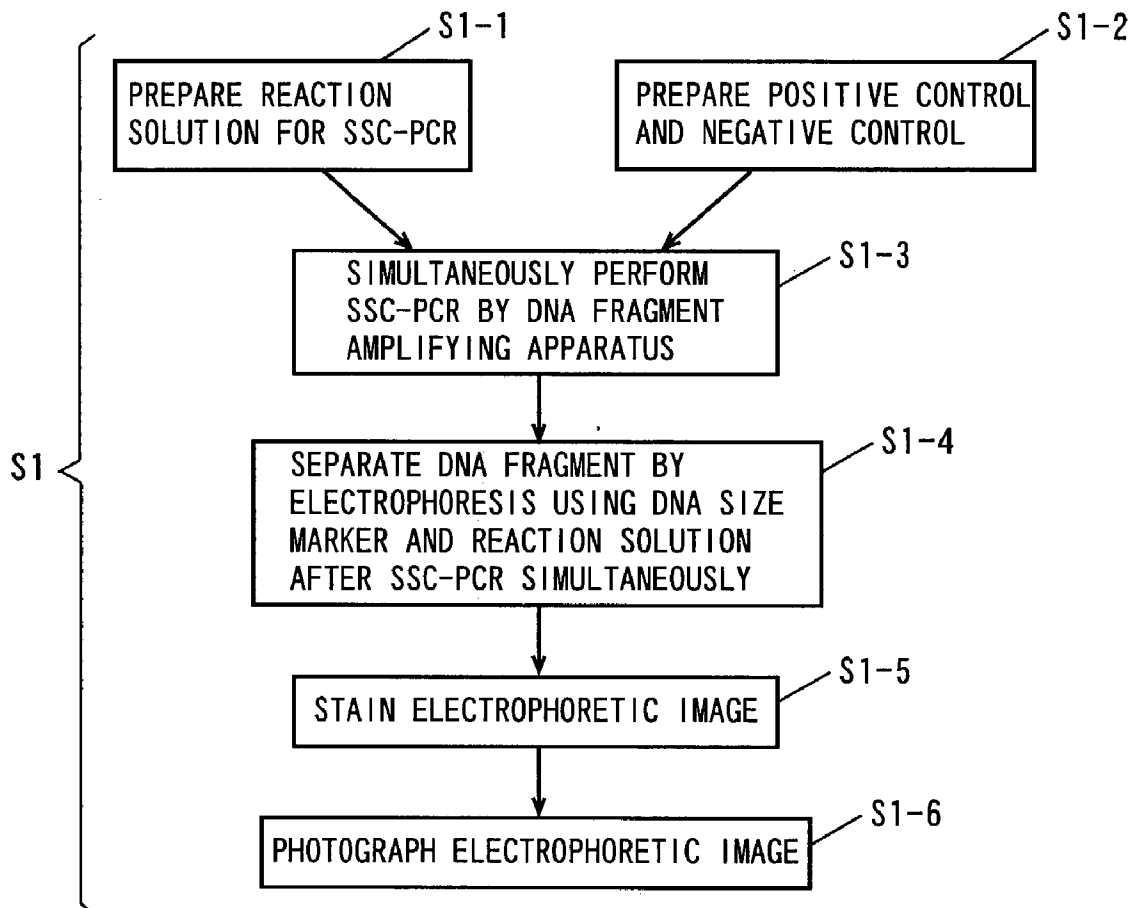 S1-1
PREPARE REACTION
SOLUTION FOR SSC-PCR
S1-2
PREPARE POSITIVE CONTROL
AND NEGATIVE CONTROL
S1-3
SIMULTANEOUSLY PERFORM
SSC-PCR BY DNA FRAGMENT
AMPLIFYING APPARATUS
S1
S1-4
SEPARATE DNA FRAGMENT BY
ELECTROPHORESIS USING DNA SIZE
MARKER AND REACTION SOLUTION
AFTER SSC-PCR SIMULTANEOUSLY
S1-5
STAIN ELECTROPHORETIC IMAGE
S1-6
PHOTOGRAPH ELECTROPHORETIC IMAGE